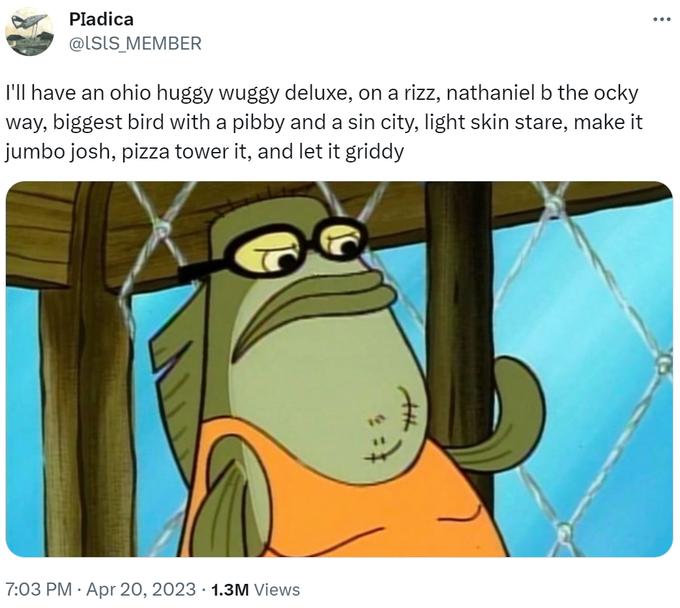 PIadica
@lSlS_MEMBER
I'll have an ohio huggy wuggy deluxe, on a rizz, nathaniel b the ocky
way, biggest bird with a pibby and a sin city, light skin stare, make it
jumbo josh, pizza tower it, and let it griddy
7:03 PM · Apr 20, 2023 · 1.3M Views